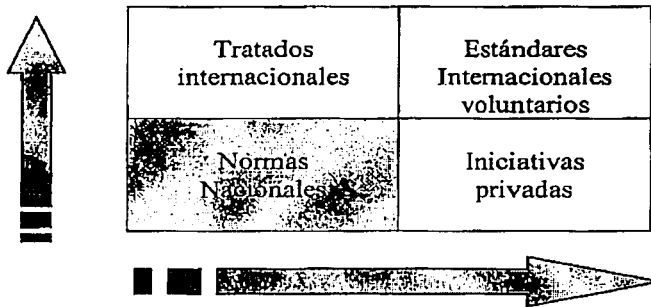 Tratados
internacionales
Estándares
Internacionales
voluntarios
Normas
Nacionales
Iniciativas
privadas